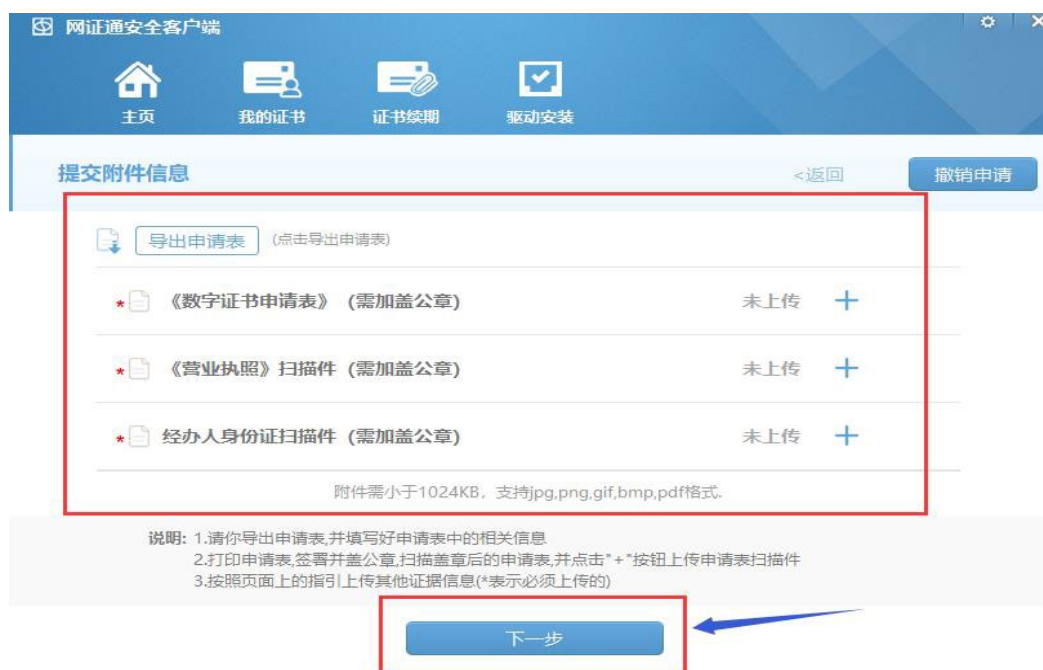 网证通安全客户端
主页 我的证书 证书续期 驱动安装
提交附件信息 <返回 撤销申请
导出申请表 (点击导出申请表)
*《数字证书申请表》 (需加盖公章) 未上传 +
*《营业执照》扫描件 (需加盖公章) 未上传 +
* 经办人身份证扫描件 (需加盖公章) 未上传 +
附件需小于1024KB, 支持jpg,png,gif,bmp,pdf格式.
说明: 1.请你导出申请表,并填写好申请表中的相关信息
2.打印申请表,签署并盖公章,扫描盖章后的申请表,并点击"+"按钮上传申请表扫描件
3.按照页面上的指引上传其他证据信息(*表示必须上传的)
下一步